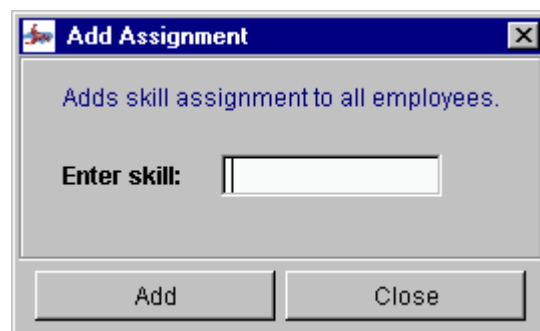 Add Assignment
Adds skill assignment to all employees.
Enter skill:
Add Close